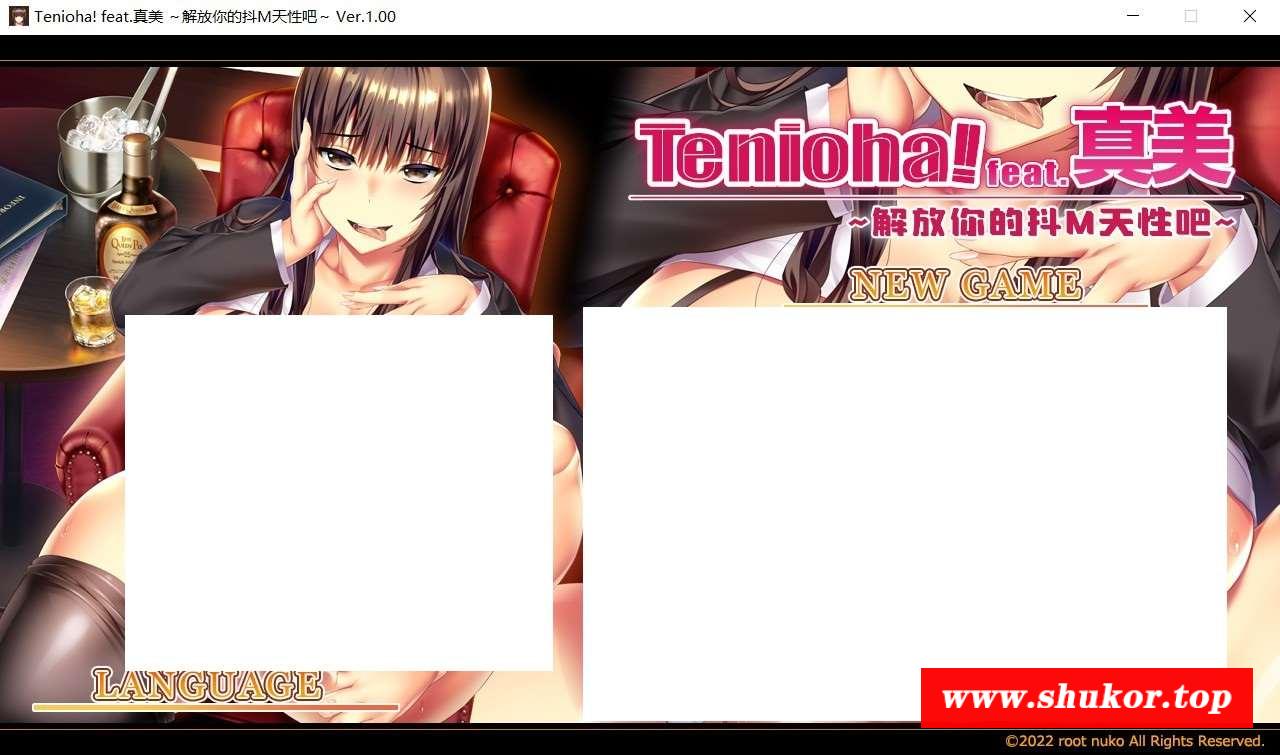 Tenioha! feat.真美 ～解放你的抖M天性吧～ Ver.1.00
INFOR
QUEEN
Tenioha! feat.真美
~解放你的抖M天性吧~
NEW GAME
LANGUAGE
www.shukor.top
©2022 root nuko All Rights Reserved.